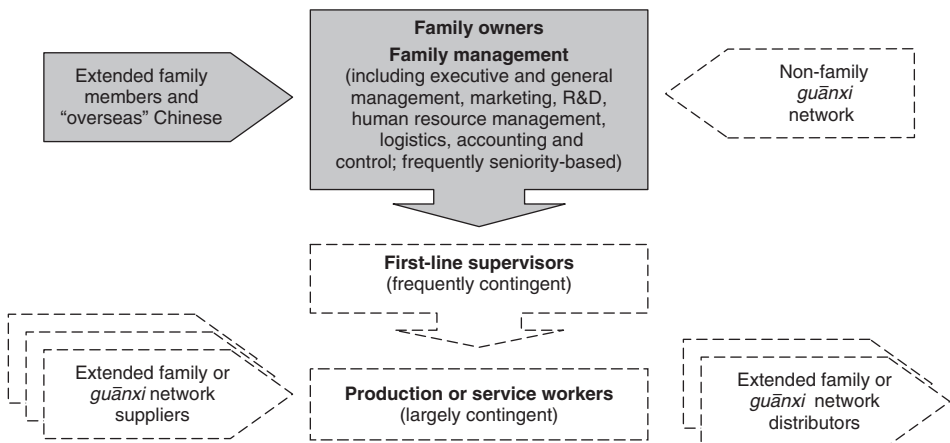 Family owners
Family management
(including executive and general
management, marketing, R&D,
human resource management,
logistics, accounting and
control; frequently seniority-based)
Extended family
members and
“overseas” Chinese
Non-family
guānxi
network
First-line supervisors
(frequently contingent)
Extended family or
guānxi network
suppliers
Production or service workers
(largely contingent)
Extended family or
guānxi network
distributors